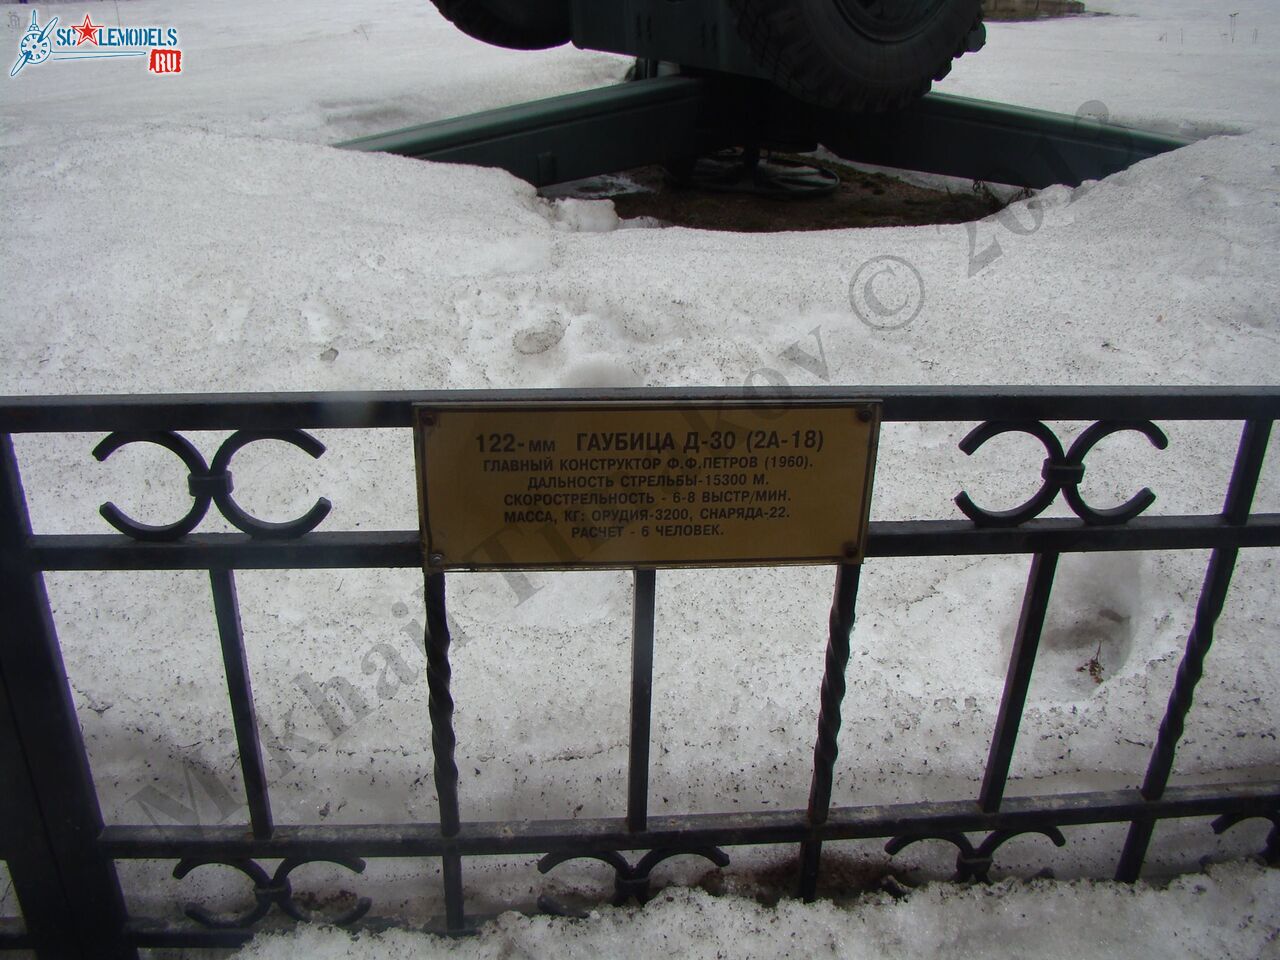 SCALEMODELS
RU
122-мм ГАУБИЦА Д-30 (2А-18)
ГЛАВНЫЙ КОНСТРУКТОР Ф.Ф.ПЕТРОВ (1960).
ДАЛЬНОСТЬ СТРЕЛЬБЫ-15300 М.
СКОРОСТРЕЛЬНОСТЬ - 6-8 ВЫСТР/МИН.
МАССА, КГ: ОРУДИЯ-3200, СНАРЯДА-22.
РАСЧЕТ - 6 ЧЕЛОВЕК.